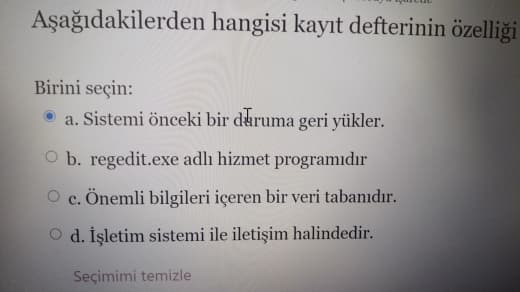 Aşağıdakilerden hangisi kayıt defterinin özelliği
Birini seçin:
a. Sistemi önceki bir duruma geri yükler.
b. regedit.exe adlı hizmet programıdır
c. Önemli bilgileri içeren bir veri tabanıdır.
d. İşletim sistemi ile iletişim halindedir.
Seçimimi temizle